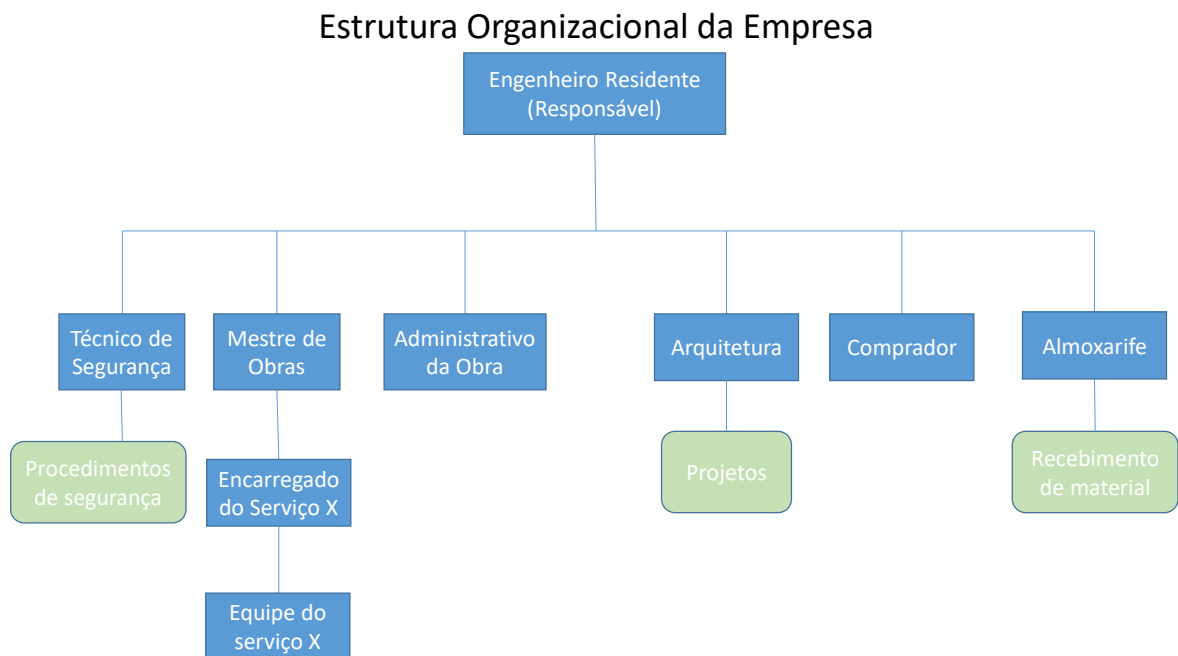 Estrutura Organizacional da Empresa
Engenheiro Residente
(Responsável)
Técnico de
Segurança
Mestre de
Obras
Administrativo
da Obra
Arquitetura
Comprador
Almoxarife
Procedimentos
de segurança
Encarregado
do Serviço X
Projetos
Recebimento
de material
Equipe do
serviço X